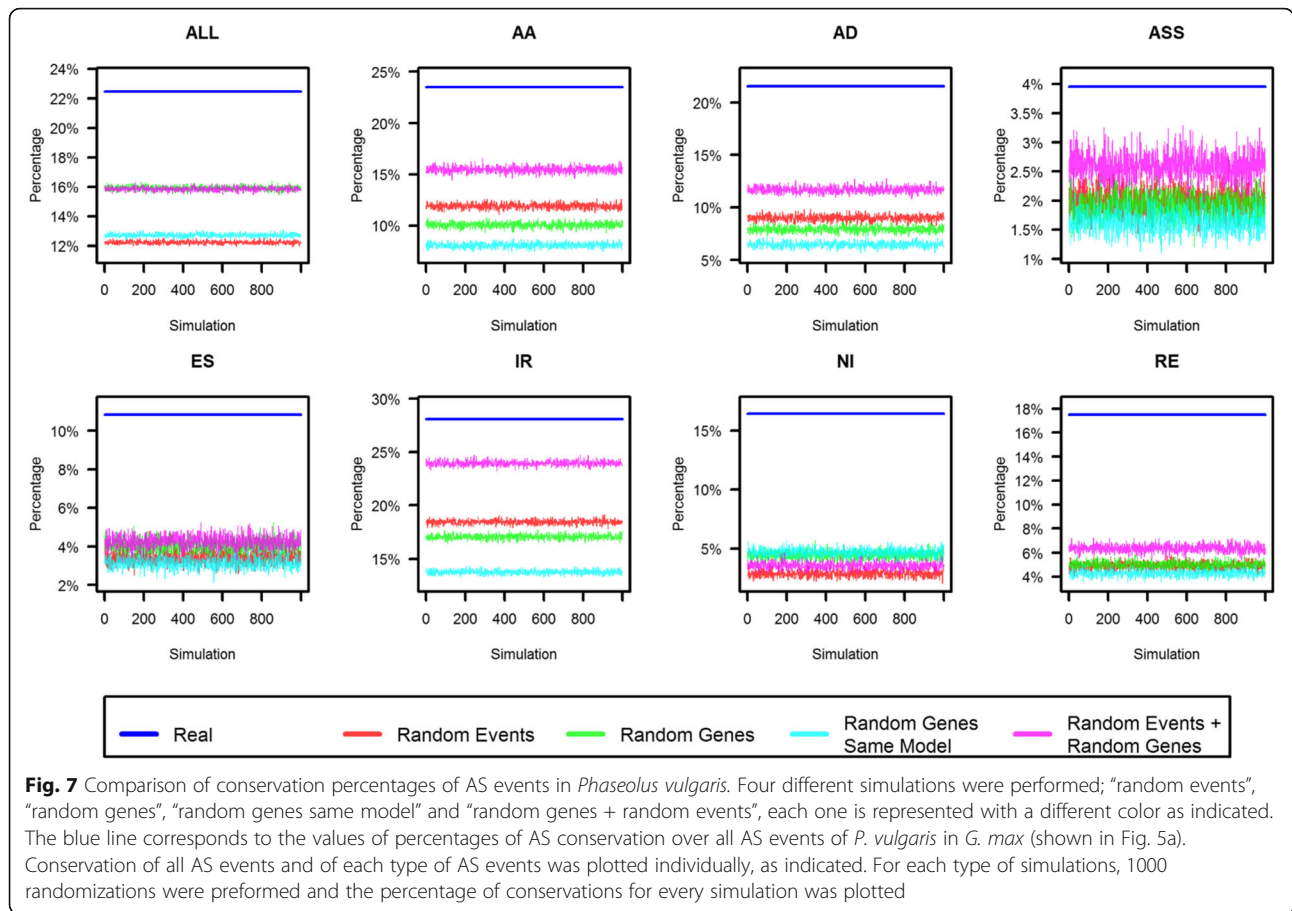 ALL
AA
AD
ASS
Percentage
24%
22%
20%
18%
16%
14%
12%
0 200 400 600 800
Simulation
Percentage
25%
20%
15%
10%
0 200 400 600 800
Simulation
Percentage
20%
15%
10%
5%
0 200 400 600 800
Simulation
Percentage
4%
3.5%
3%
2.5%
2%
1.5%
1%
0 200 400 600 800
Simulation
ES
IR
NI
RE
Percentage
10%
8%
6%
4%
2%
0 200 400 600 800
Simulation
Percentage
30%
25%
20%
15%
0 200 400 600 800
Simulation
Percentage
15%
10%
5%
0 200 400 600 800
Simulation
Percentage
18%
16%
14%
12%
10%
8%
6%
4%
0 200 400 600 800
Simulation
Real
Random Events
Random Genes
Random Genes
Same Model
Random Events +
Random Genes
Fig. 7 Comparison of conservation percentages of AS events in Phaseolus vulgaris. Four different simulations were performed; “random events”,
“random genes”, “random genes same model” and “random genes + random events”, each one is represented with a different color as indicated.
The blue line corresponds to the values of percentages of AS conservation over all AS events of P. vulgaris in G. max (shown in Fig. 5a).
Conservation of all AS events and of each type of AS events was plotted individually, as indicated. For each type of simulations, 1000
randomizations were preformed and the percentage of conservations for every simulation was plotted